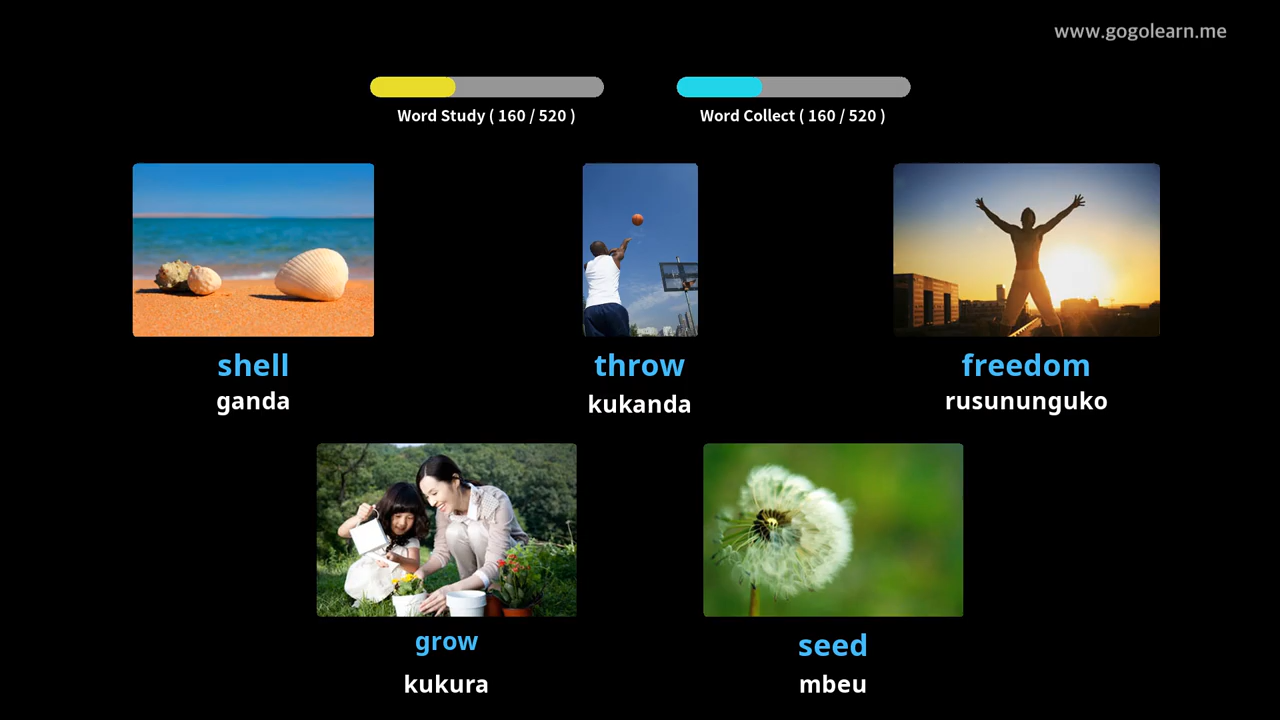 www.gogolearn.me
Word Study ( 160 / 520 )
Word Collect ( 160 / 520 )
shell
ganda
throw
kukanda
freedom
rusununguko
grow
kukura
seed
mbeu